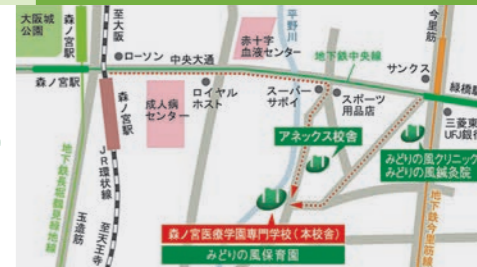 大阪城
公園
至大阪
赤十字
血液センター
平野川
今里筋
ローソン
中央大通
地下鉄中央線
サンクス
森ノ宮駅
緑橋駅
森ノ宮駅
成人病
センター
ロイヤル
ホスト
スーパー
サボイ
スポーツ
用品店
三菱東
UFJ銀行
アネックス校舎
みどりの風クリニック
みどりの風鍼灸院
JR環状線
地下鉄長堀鶴見緑地線
玉造筋
至天王寺
地下鉄今里筋線
森ノ宮医療学園専門学校(本校舎)
みどりの風保育園